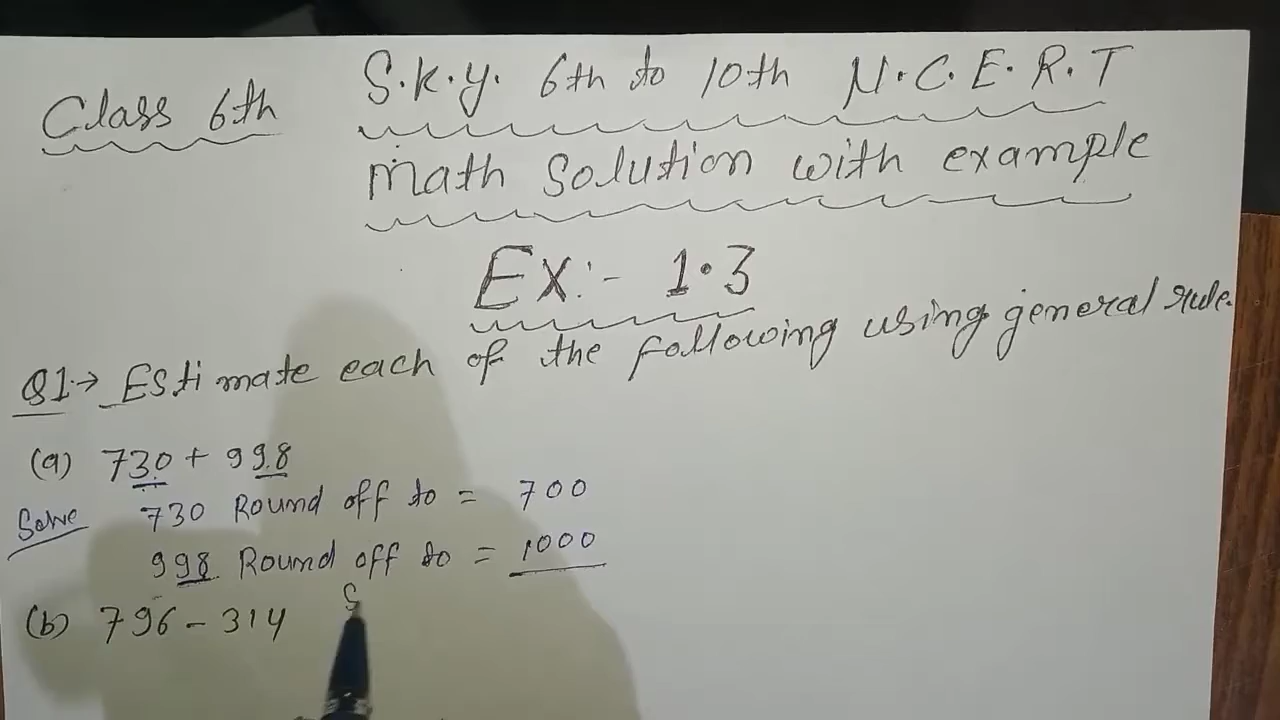 Class 6th
S.K.Y. 6th to 10th N.C.E.R.T
Math Solution with example
EX:- 1.3
Q1→ Estimate each of the following using general rule.
(a) 730 + 998
Solve 730 Round off to = 700
998 Round off to = 1000
(b) 796 - 314 S